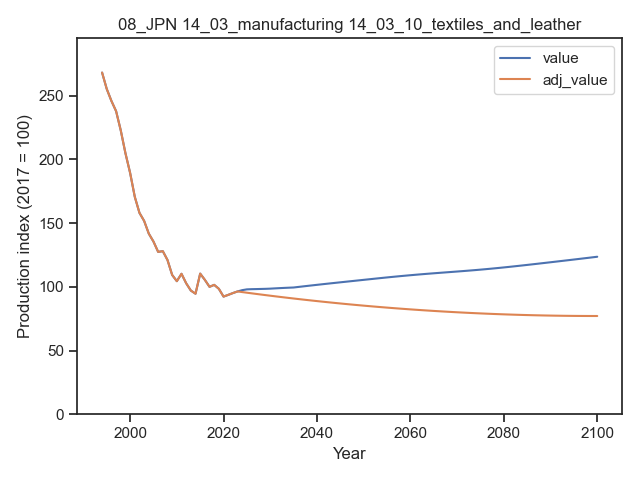 08_JPN 14_03_manufacturing 14_03_10_textiles_and_leather
value
adj_value
Production index (2017 = 100)
250
200
150
100
50
0
2000 2020 2040 2060 2080 2100
Year